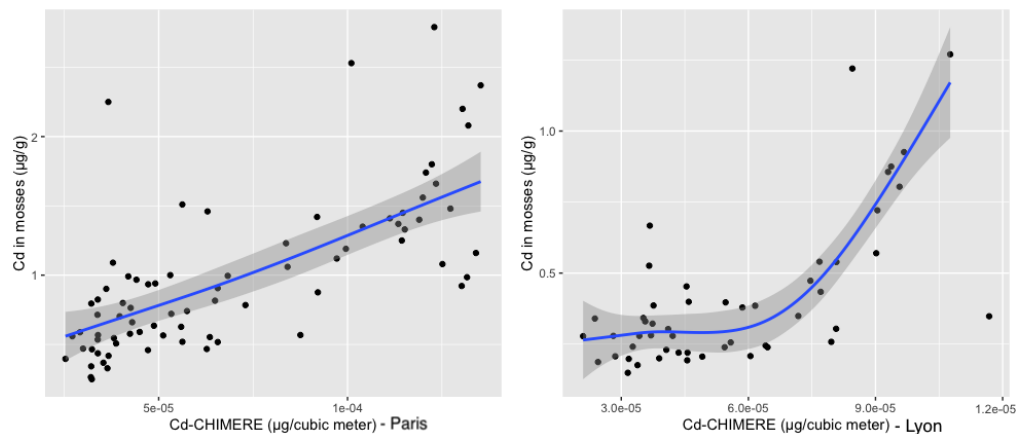 Cd in mosses (µg/g)
2
1
5e-05
1e-04
Cd-CHIMERE (µg/cubic meter) - Paris
Cd in mosses (µg/g)
1.0
0.5
3.0e-05
6.0e-05
9.0e-05
1.2e-05
Cd-CHIMERE (µg/cubic meter) - Lyon